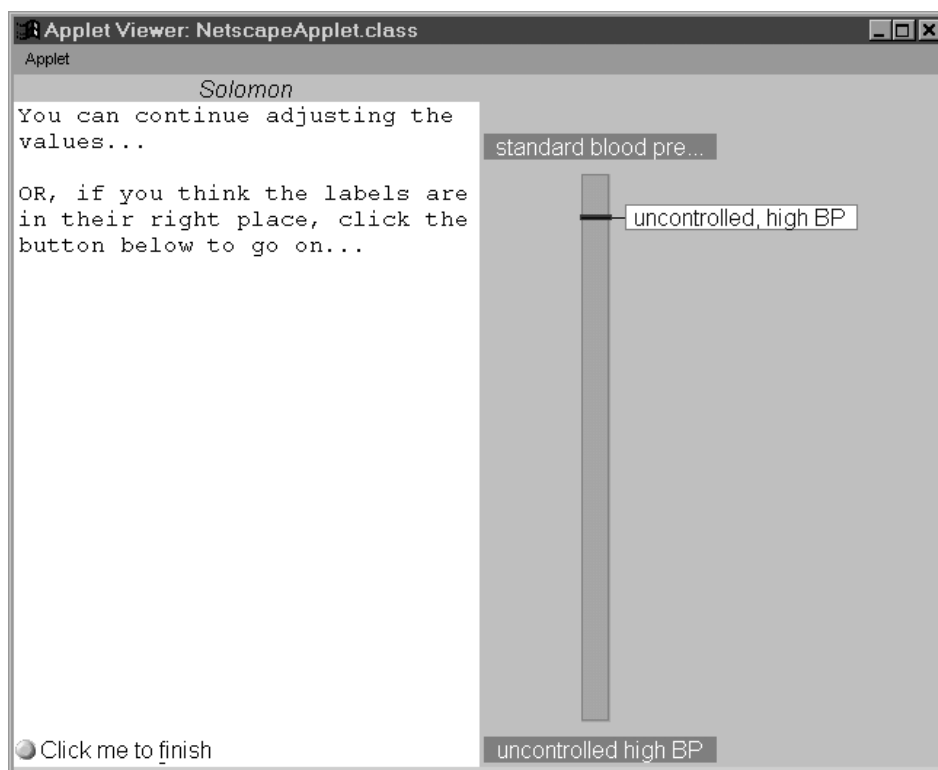 Applet Viewer: NetscapeApplet.class
Applet
Solomon
You can continue adjusting the
values...
OR, if you think the labels are
in their right place, click the
button below to go on...
standard blood pre...
uncontrolled, high BP
Click me to finish
uncontrolled high BP